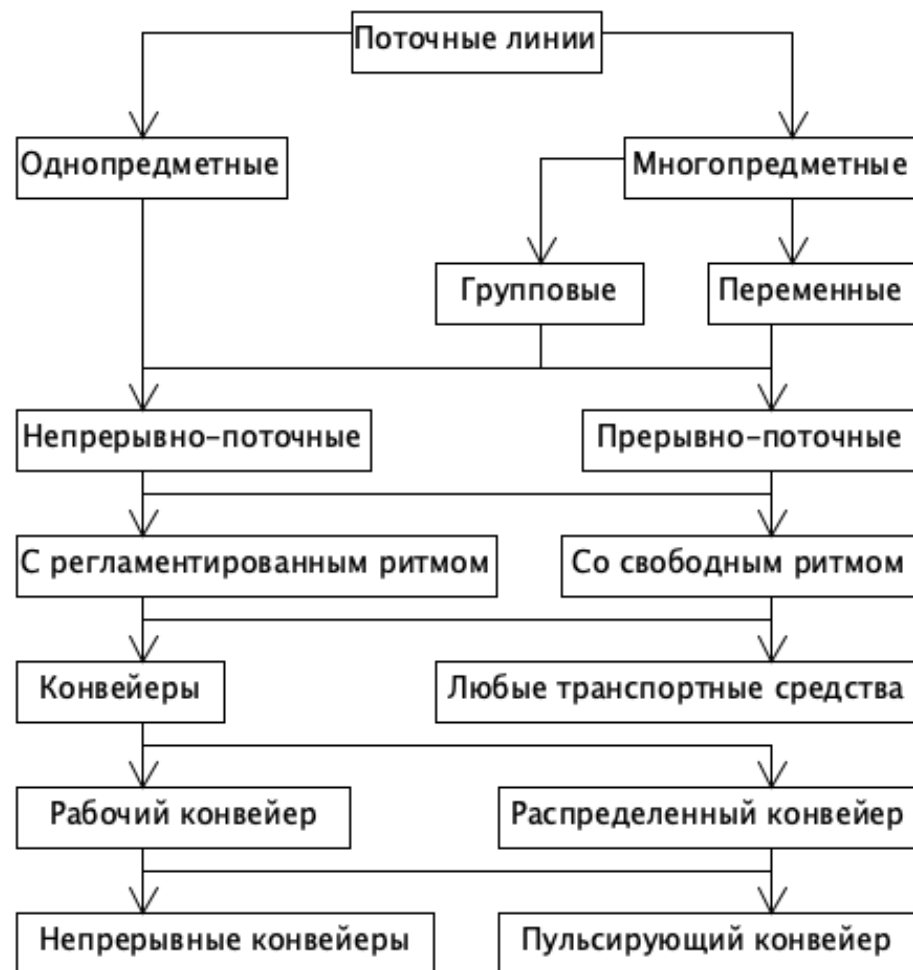 Поточные линии
Однопредметные
Многопредметные
Групповые
Переменные
Непрерывно-поточные
Прерывно-поточные
С регламентированным ритмом
Со свободным ритмом
Конвейеры
Любые транспортные средства
Рабочий конвейер
Распределенный конвейер
Непрерывные конвейеры
Пульсирующий конвейер